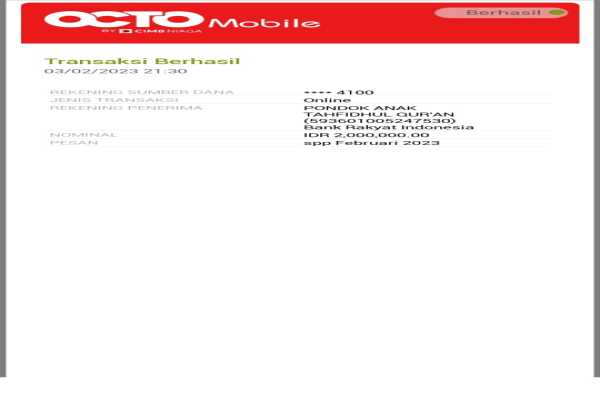 OCTO Mobile
BY CIMB NIAGA
Berhasil
Transaksi Berhasil
03/02/2023 21:30
REKENING SUMBER DANA •••• 4100
JENIS TRANSAKSI Online
REKENING PENERIMA PONDOK ANAK
TAHFIDHUL QUR'AN
(593601005247530)
Bank Rakyat Indonesia
NOMINAL IDR 2,000,000.00
PESAN spp Februari 2023